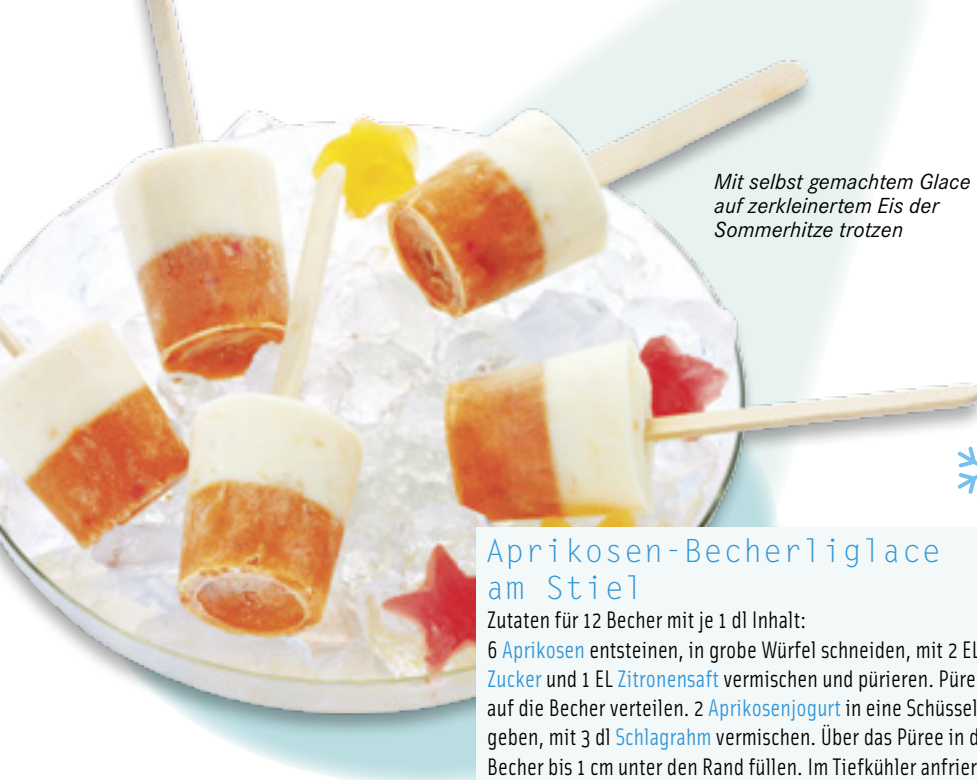 Mit selbst gemachtem Glace
auf zerkleinertem Eis der
Sommerhitze trotzen
Aprikosen-Becherliglace
am Stiel
Zutaten für 12 Becher mit je 1 dl Inhalt:
6 Aprikosen entsteinen, in grobe Würfel schneiden, mit 2 EL
Zucker und 1 EL Zitronensaft vermischen und pürieren. Püre
auf die Becher verteilen. 2 Aprikosenjogurt in eine Schüssel
geben, mit 3 dl Schlagrahm vermischen. Über das Püree in d
Becher bis 1 cm unter den Rand füllen. Im Tiefkühler anfrier